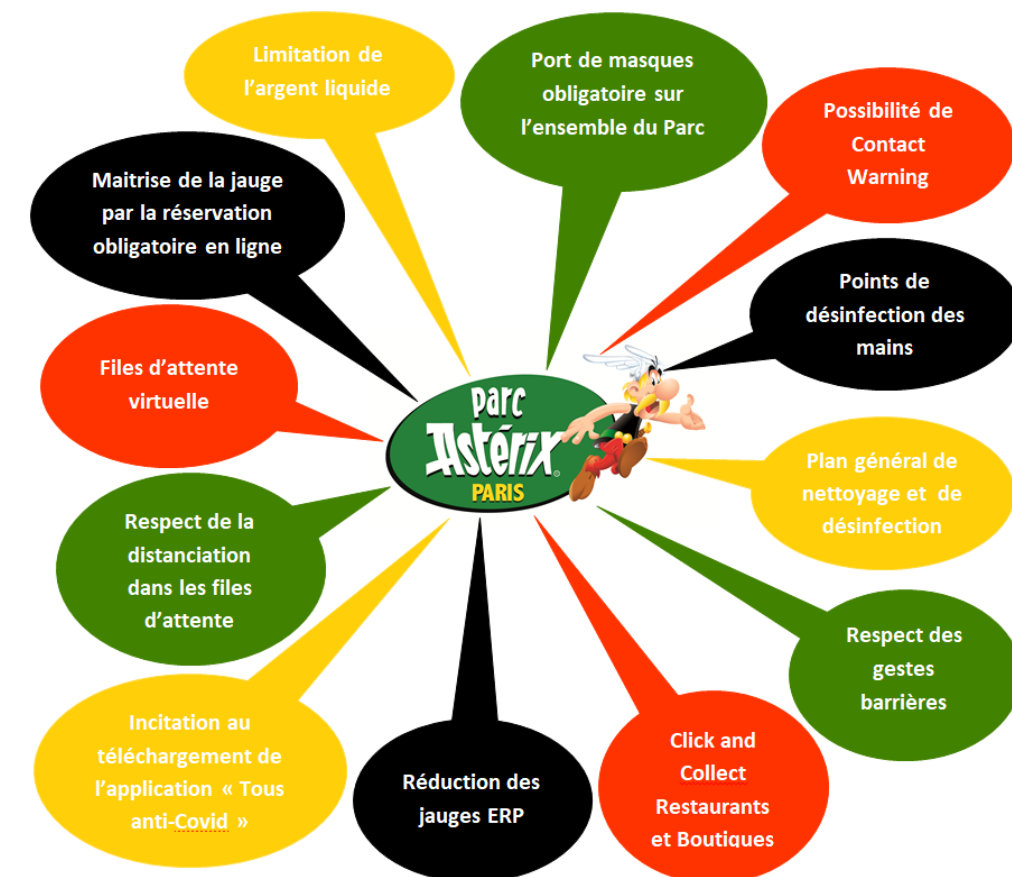 Limitation de
l'argent liquide
Port de masques
obligatoire sur
l'ensemble du Parc
Possibilité de
Contact
Warning
Maitrise de la jauge
par la réservation
obligatoire en ligne
Points de
désinfection des
mains
Files d'attente
virtuelle
Parc
Astérix
PARIS
Plan général de
nettoyage et de
désinfection
Respect de la
distanciation
dans les files
d'attente
Respect des
gestes
barrières
Incitation au
téléchargement de
l'application « Tous
anti-Covid »
Réduction des
jauges ERP
Click and
Collect
Restaurants
et Boutiques